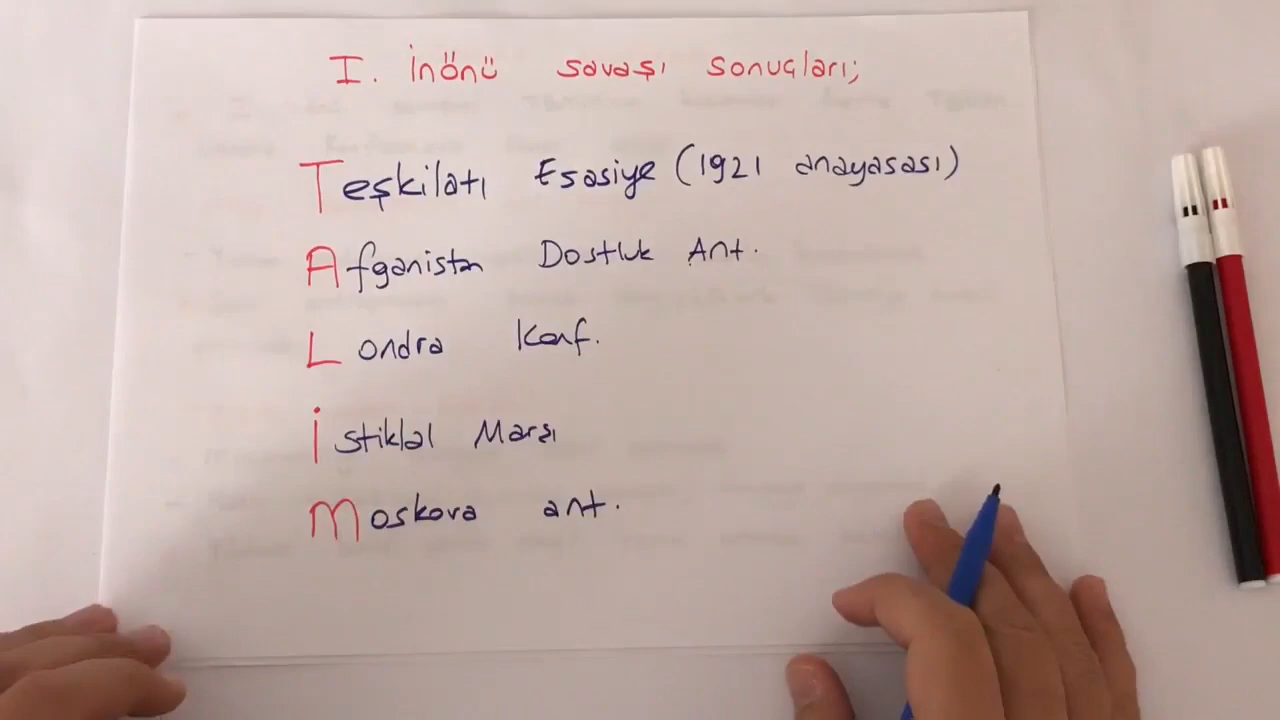 I. İnönü savaşı sonuçları;
Teşkilatı Esasiye (1921 anayasası)
Afganistan Dostluk Ant.
Londra Konf.
İstiklal Marşı
Moskova ant.